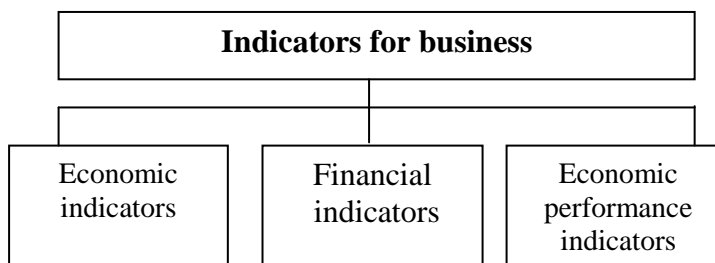 Indicators for business
Economic
indicators
Financial
indicators
Economic
performance
indicators